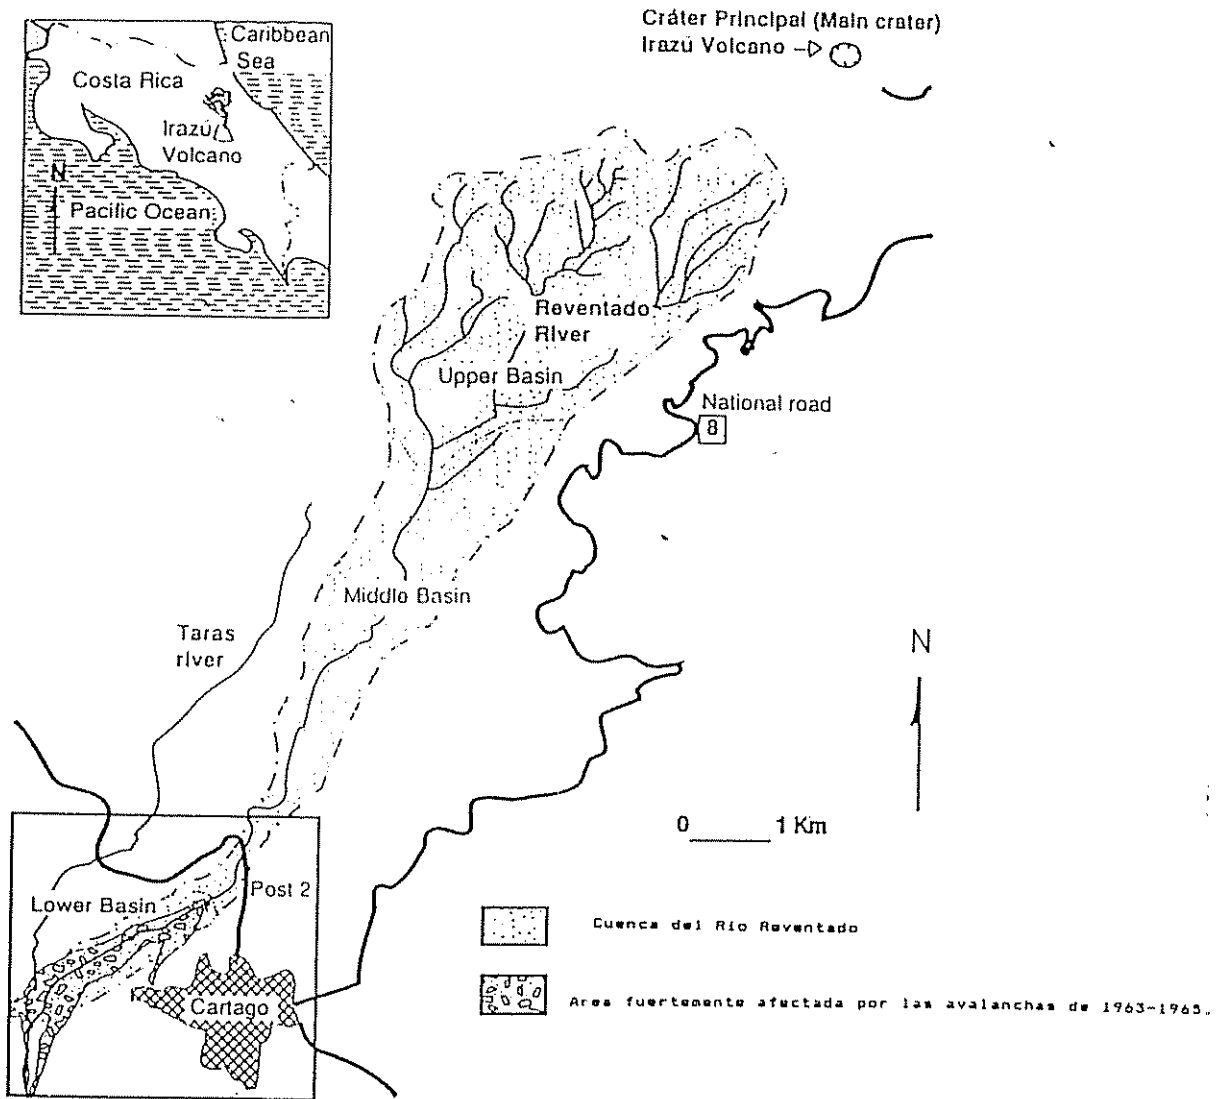 Cráter Principal (Main crater)
Irazú Volcano
Caribbean
Sea
Costa Rica
Irazú
Volcano
N
Pacific Ocean
Reventado
River
Upper Basin
National road
8
Middle Basin
Taras
river
N
0 1 Km
Post 2
Lower Basin
Cartago
Cuenca del Río Reventado
Area fuertemente afectada por las avalanchas de 1963-1965.